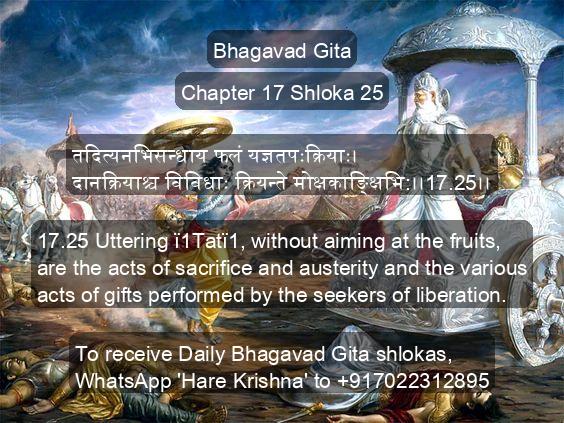 Bhagavad Gita
Chapter 17 Shloka 25
तदित्यनभिसन्धाय फलं यज्ञतपःक्रियाः।
दानक्रियाश्च विविधाः क्रियन्ते मोक्षकाङ्क्षि भिः।।17.25।।
17.25 Uttering ï1Tatï1, without aiming at the fruits,
are the acts of sacrifice and austerity and the various
acts of gifts performed by the seekers of liberation.
To receive Daily Bhagavad Gita shlokas,
WhatsApp 'Hare Krishna' to +917022312895